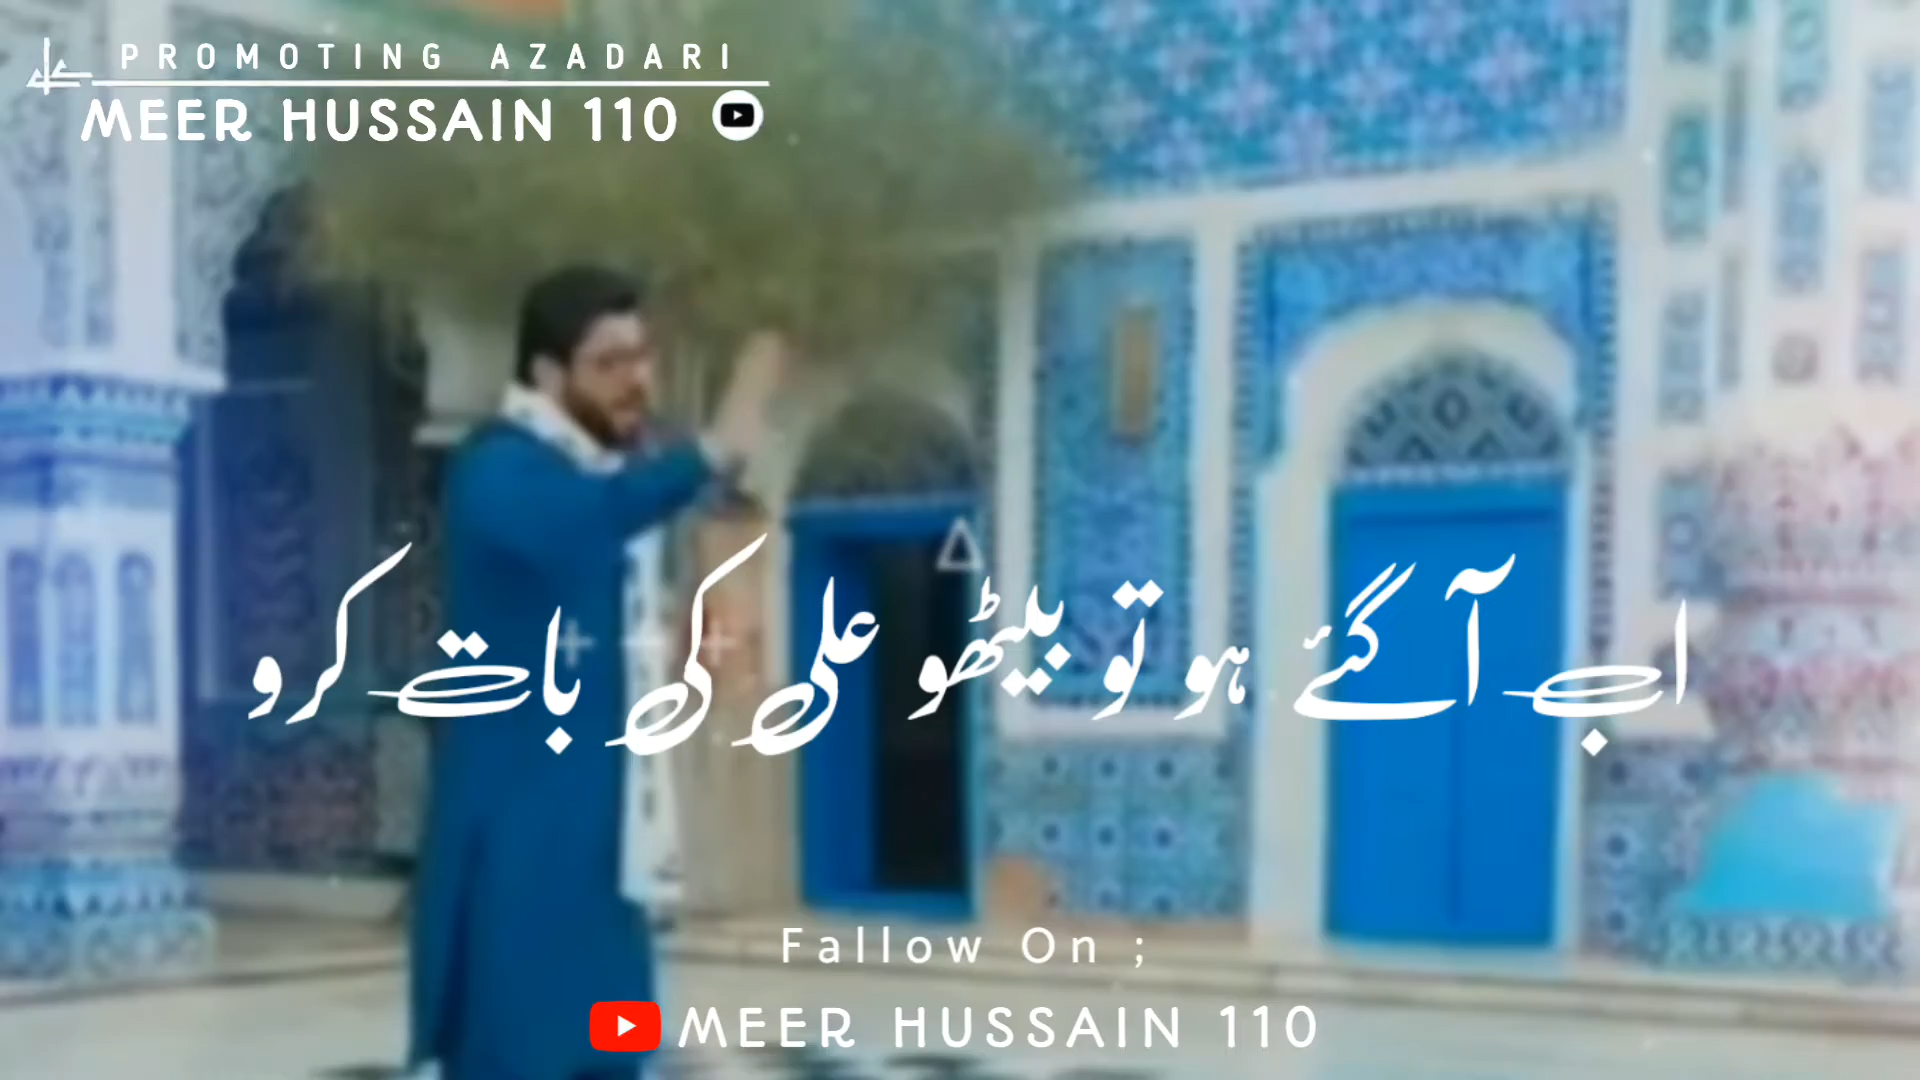 PROMOTING AZADARI
MEER HUSSAIN 110
اب آگئے ہو تو بیٹھو علی کی بات کرو
Fallow On ;
MEER HUSSAIN 110